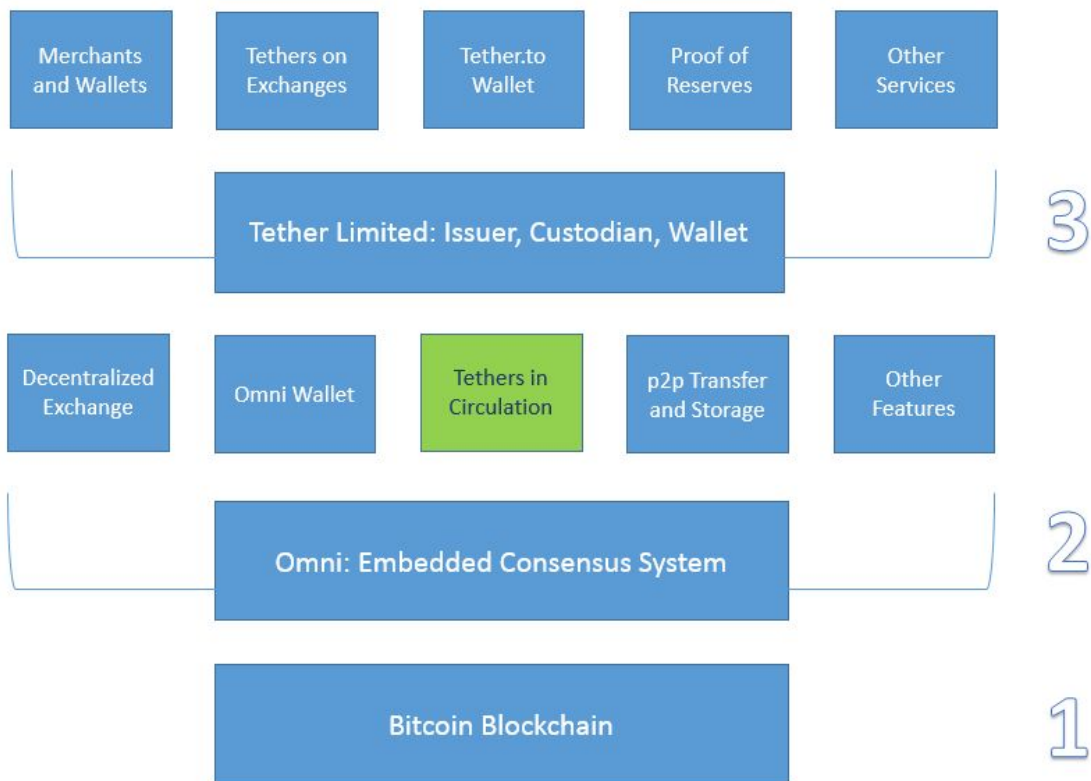 Merchants
and Wallets
Tethers on
Exchanges
Tether.to
Wallet
Proof of
Reserves
Other
Services
Tether Limited: Issuer, Custodian, Wallet
3
Decentralized
Exchange
Omni Wallet
Tethers in
Circulation
p2p Transfer
and Storage
Other
Features
Omni: Embedded Consensus System
2
Bitcoin Blockchain
1